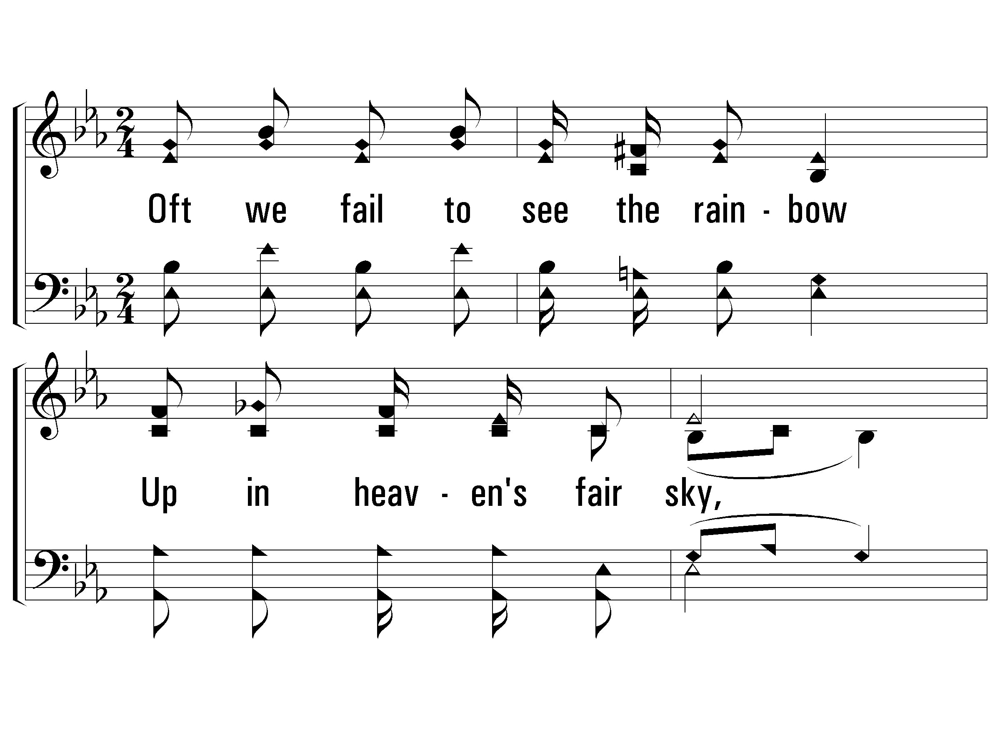 Oft we fail to see the rain - bow
Up in heav - en's fair sky,